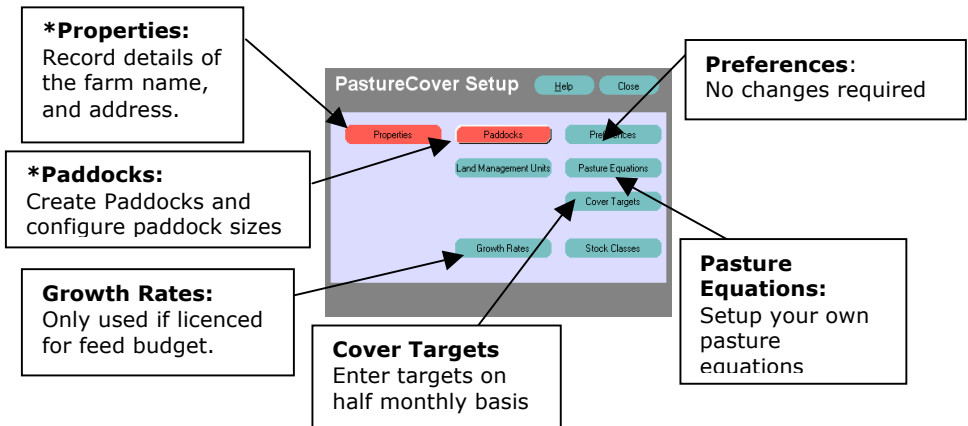 *Properties:
Record details of
the farm name,
and address.
PastureCover Setup
Help
Close
Preferences:
No changes required
Properties
Paddocks
Preferences
Land Management Units
Pasture Equations
Cover Targets
Growth Rates
Stock Classes
*Paddocks:
Create Paddocks and
configure paddock sizes
Growth Rates:
Only used if licenced
for feed budget.
Cover Targets
Enter targets on
half monthly basis
Pasture
Equations:
Setup your own
pasture
equations